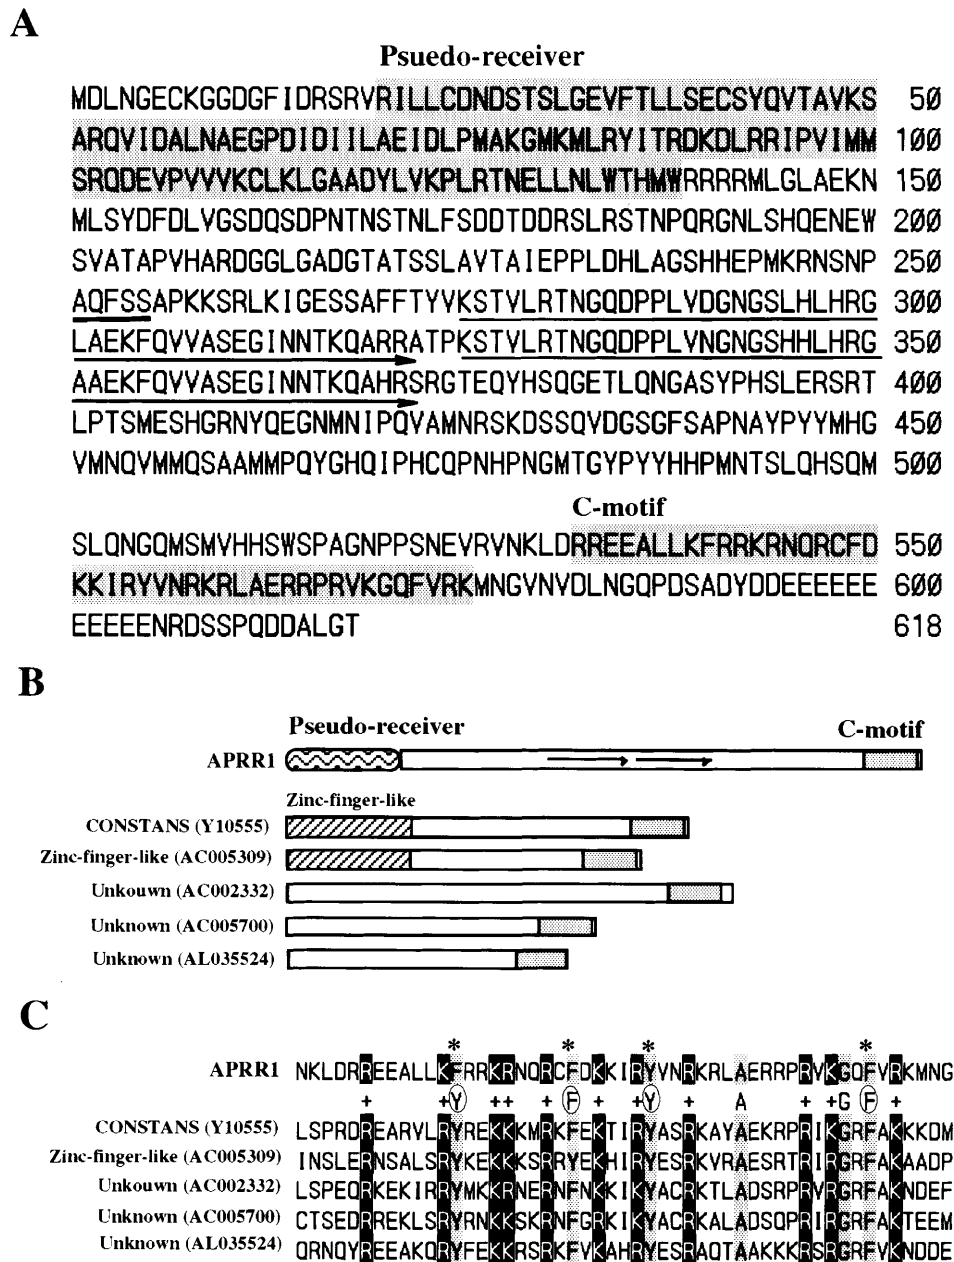 A
Psuedo-receiver
MDLNGECKGGDGFIDRSRVRILLCDNDSTSLGEVFTLLSECSYQVTAVKS 50
ARQVIDALNAEGPDIDIILAEIDLPMAKGMKMLRYITRDKDLRRIPVIMM 100
SRQDEVPVVVKCLKLGAADYLVKPLRTNELLNLWTHMWRRRRMLGLAEKN 150
MLSYDFDLVGSDQSDPNTNSTNLFSDDTDDRSLRSTNPQRGNLSHQENEW 200
SVATAPVHARDGGLGADGTATSSLAVTAIEPPLDHLAGSHHEPMKRNSNP 250
AQFSSAPKKSRLKIGESSAFFTYVKSTVLRTNGQDPPLVDGNGSLHLHRG 300
LAEKFQVVASEGINNTKQARRATPKSTVLRTNGQDPPLVNGNGSHHLHRG 350
AAEKFQVVASEGINNTKQAHRSRGTEQYHSQGETLQNGASYPHSLERSRT 400
LPTSMESHGRNYQEGNMNIPQVAMNRSKDSSQVDGSGFSAPNAYPYYMHG 450
VMNQVMMQSAAMMPQYGHQIPHCQPNHPNGMTGYPYYHHPMNTSLQHSQM 500
C-motif
SLQNGQMSMVHHSWSPAGNPPSNEVRVNKLDRREEALLKFRRKRNQRCFD 550
KKIRYVNRKRLAERRPRVKGQFVRKMNGVNVDLNGQPDSADYDDEEEEEE 600
EEEEENRDSSPQDDALGT 618
B
Pseudo-receiver C-motif
APRR1
Zinc-finger-like
CONSTANS (Y10555)
Zinc-finger-like (AC005309)
Unkouwn (AC002332)
Unknown (AC005700)
Unknown (AL035524)
C
* * * *
APRR1 NKLDRREEALLKFRRKRNQRCFDKKIRYVNRKRLAERRPRVKGQFVRKMNG
+ +Y ++ + F + +Y + A + +G F +
CONSTANS (Y10555) LSPRDREARVLRYREKKKMRKFEKTIRYASRKAYAEKRPRIKGRFAKKKDM
Zinc-finger-like (AC005309) INSLERNSALSRYKEKKKSRRYEKHIRYESRKVRAESRTRIRGRFAKAADP
Unkouwn (AC002332) LSPEQRKEKIRRYMKKRNERNFNKKIKYACRKTLADSRPRVRGRFAKNDEF
Unknown (AC005700) CTSEDRREKLSRYRNKKSKRNFGRKIKYACRKALADSQPRIRGRFAKTEEM
Unknown (AL035524) QRNQYREEAKQRYFEKKRSRKFVKAHRYESRAQTAAKKKRSRGRFVKNDDE